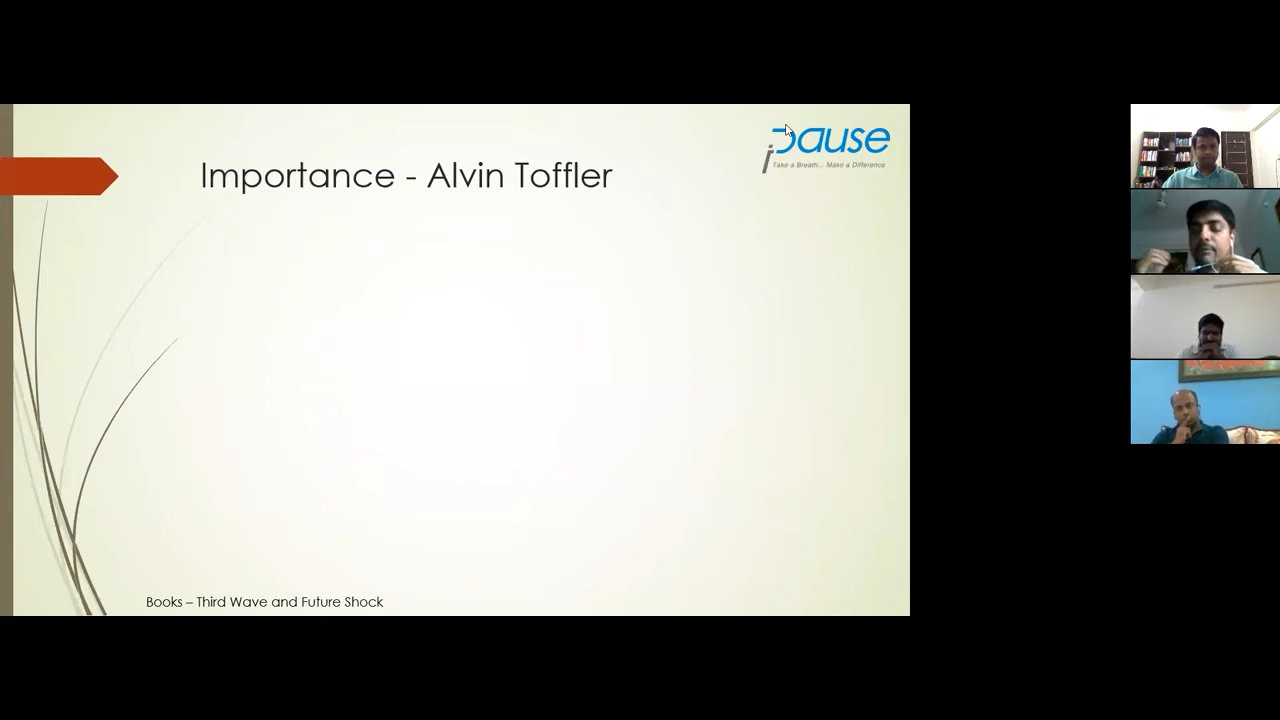 Importance - Alvin Toffler
iPause
Take a Breath... Make a Difference
Books – Third Wave and Future Shock